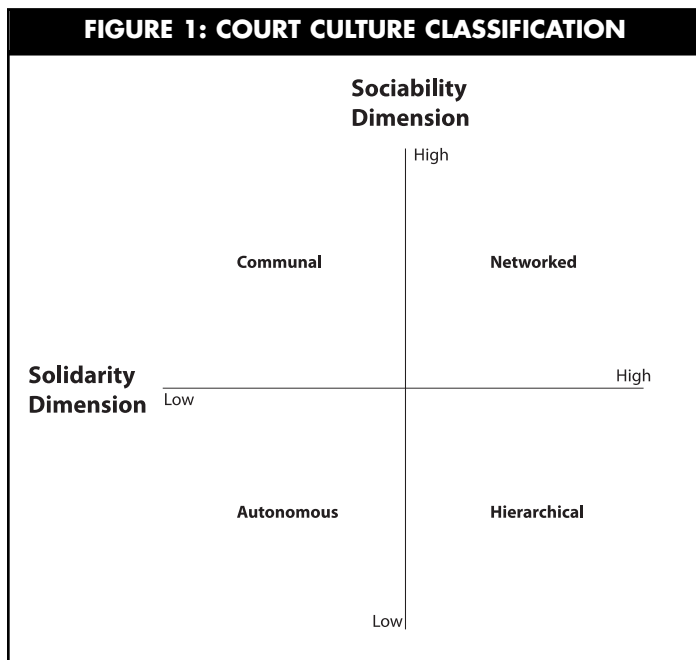 FIGURE 1: COURT CULTURE CLASSIFICATION
Sociability
Dimension
High
Communal
Networked
Solidarity
Dimension
Low
High
Autonomous
Hierarchical
Low